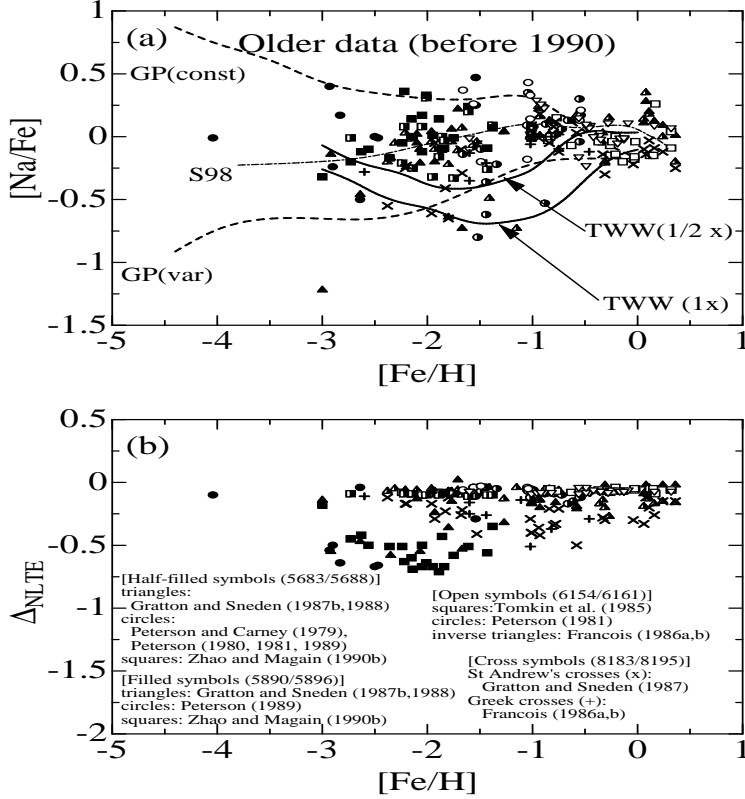 (a)
Older data (before 1990)
GP(const)
S98
GP(var)
TWW(1/2 x)
TWW (1x)
[Na/Fe]
1
0.5
0
-0.5
-1
-1.5
-5 -4 -3 -2 -1 0 1
[Fe/H]
(b)
Δ_NLTE
0.5
0
-0.5
-1
-1.5
-2
[Half-filled symbols (5683/5688)]
triangles:
Gratton and Sneden (1987b,1988)
circles:
Peterson and Carney (1979),
Peterson (1980, 1981, 1989)
squares: Zhao and Magain (1990b)
[Filled symbols (5890/5896)]
triangles: Gratton and Sneden (1987b,1988)
circles: Peterson (1989)
squares: Zhao and Magain (1990b)
[Open symbols (6154/6161)]
squares:Tomkin et al. (1985)
circles: Peterson (1981)
inverse triangles: Francois (1986a,b)
[Cross symbols (8183/8195)]
St Andrew's crosses (x):
Gratton and Sneden (1987)
Greek crosses (+):
Francois (1986a,b)
-5 -4 -3 -2 -1 0 1
[Fe/H]